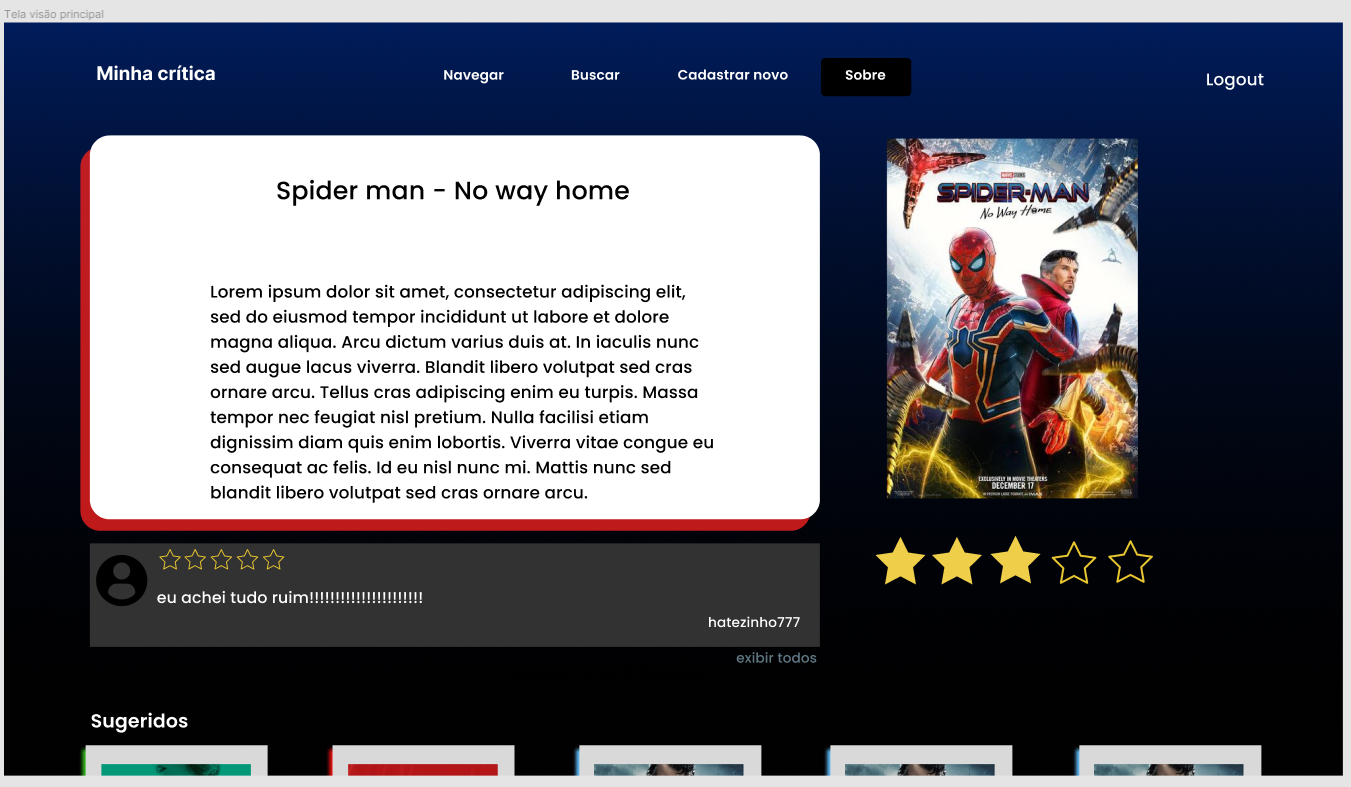 Tela visão principal
Minha crítica
Navegar
Buscar
Cadastrar novo
Sobre
Logout
Spider man - No way home
Lorem ipsum dolor sit amet, consectetur adipiscing elit,
sed do eiusmod tempor incididunt ut labore et dolore
magna aliqua. Arcu dictum varius duis at. In iaculis nunc
sed augue lacus viverra. Blandit libero volutpat sed cras
ornare arcu. Tellus cras adipiscing enim eu turpis. Massa
tempor nec feugiat nisl pretium. Nulla facilisi etiam
dignissim diam quis enim lobortis. Viverra vitae congue eu
consequat ac felis. Id eu nisl nunc mi. Mattis nunc sed
blandit libero volutpat sed cras ornare arcu.
MARVEL STUDIOS
SPIDER-MAN
No Way Home
EXCLUSIVELY IN MOVIE THEATERS
DECEMBER 17
eu achei tudo ruim!!!!!!!!!!!!!!!!!!!!!!
hatezinho777
exibir todos
Sugeridos